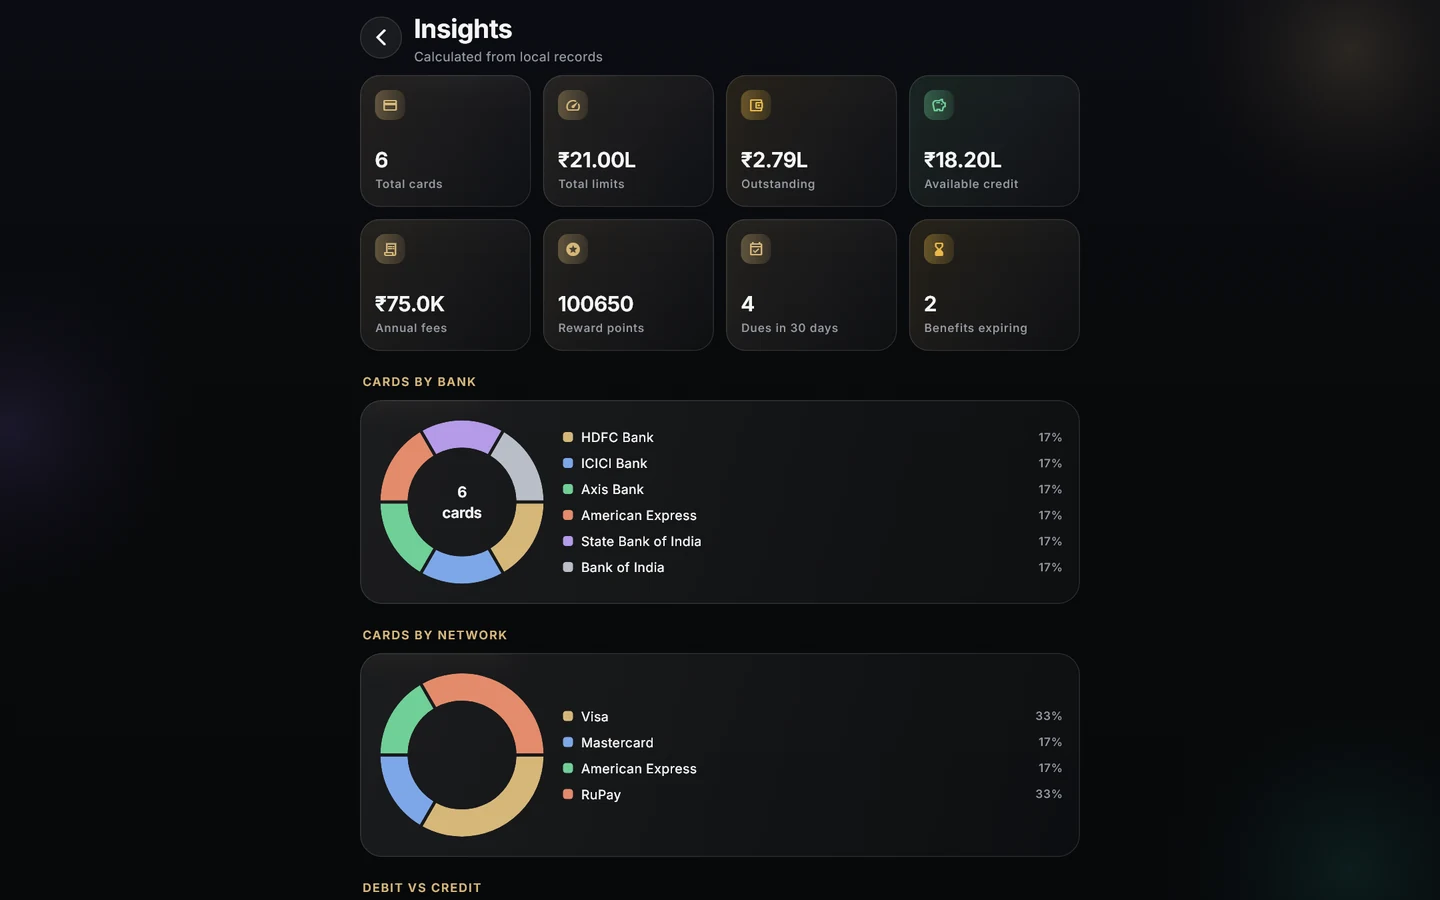 Insights
Calculated from local records
6
Total cards
₹21.00L
Total limits
₹2.79L
Outstanding
₹18.20L
Available credit
₹75.0K
Annual fees
100650
Reward points
4
Dues in 30 days
2
Benefits expiring
CARDS BY BANK
6
cards
HDFC Bank 17%
ICICI Bank 17%
Axis Bank 17%
American Express 17%
State Bank of India 17%
Bank of India 17%
CARDS BY NETWORK
Visa 33%
Mastercard 17%
American Express 17%
RuPay 33%
DEBIT VS CREDIT